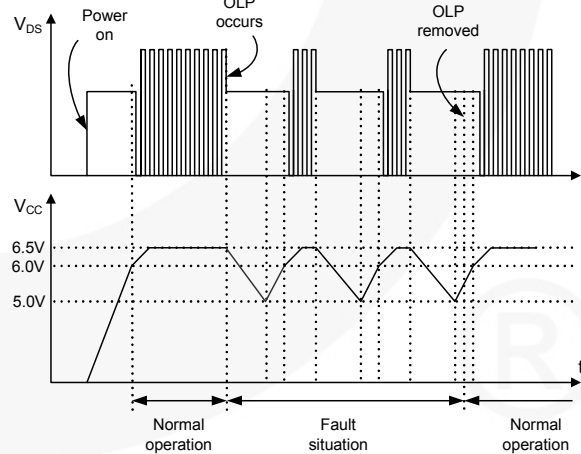 OLP
occurs
Power
on
OLP
removed
VDS
VCC
6.5V
6.0V
5.0V
t
Normal
operation
Fault
situation
Normal
operation
®